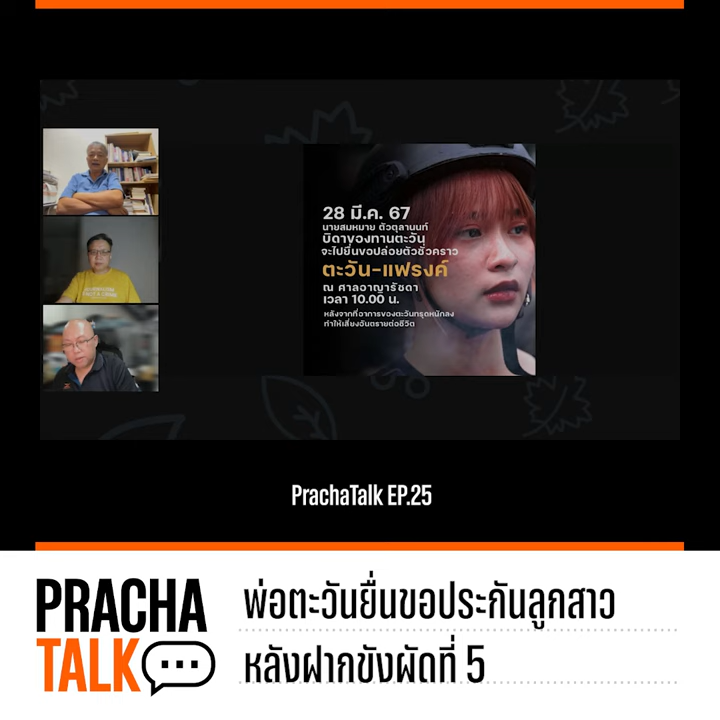 28 มี.ค. 67
นายสมหมาย ตัวตุลานนท์
บิดาของทานตะวัน
จะไปยื่นขอปล่อยตัวชั่วคราว
ตะวัน-แฟรงค์
ณ ศาลอาญารัชดา
เวลา 10.00 น.
หลังจากที่อาการของตะวันทรุดหนักลง
ทำให้เสี่ยงอันตรายต่อชีวิต
PrachaTalk EP.25
PRACHA
TALK
พ่อตะวันยื่นขอประกันลูกสาว
หลังฝากขังผัดที่ 5